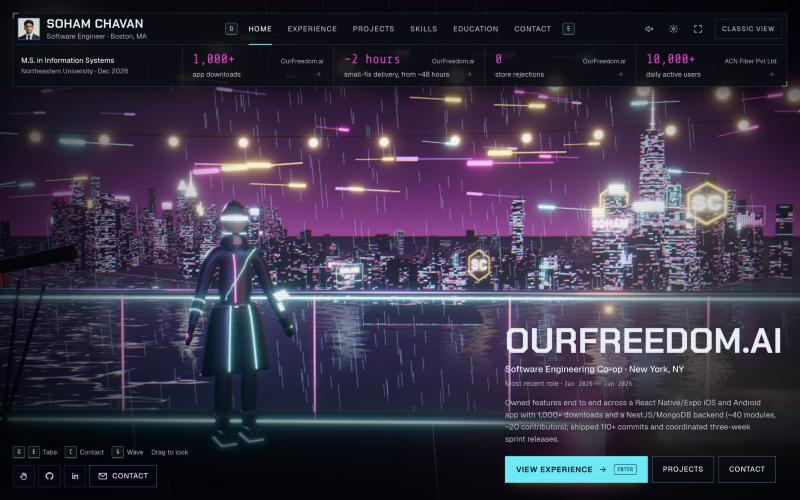 SOHAM CHAVAN
Software Engineer · Boston, MA
Q HOME EXPERIENCE PROJECTS SKILLS EDUCATION CONTACT E
CLASSIC VIEW
M.S. in Information Systems
Northeastern University · Dec 2026
1,000+ OurFreedom.ai
app downloads →
~2 hours OurFreedom.ai
small-fix delivery, from ~48 hours →
0 OurFreedom.ai
store rejections →
10,000+ ACN Fiber Pvt Ltd
daily active users →
SC
SOHAM
SC
OURFREEDOM.AI
Software Engineering Co-op · New York, NY
Most recent role · Jan 2026 – Jun 2026
Owned features end to end across a React Native/Expo iOS and Android
app with 1,000+ downloads and a NestJS/MongoDB backend (~40 modules,
~20 contributors); shipped 110+ commits and coordinated three-week
sprint releases.
VIEW EXPERIENCE → ENTER PROJECTS CONTACT
Q E Tabs C Contact G Wave Drag to look
in CONTACT